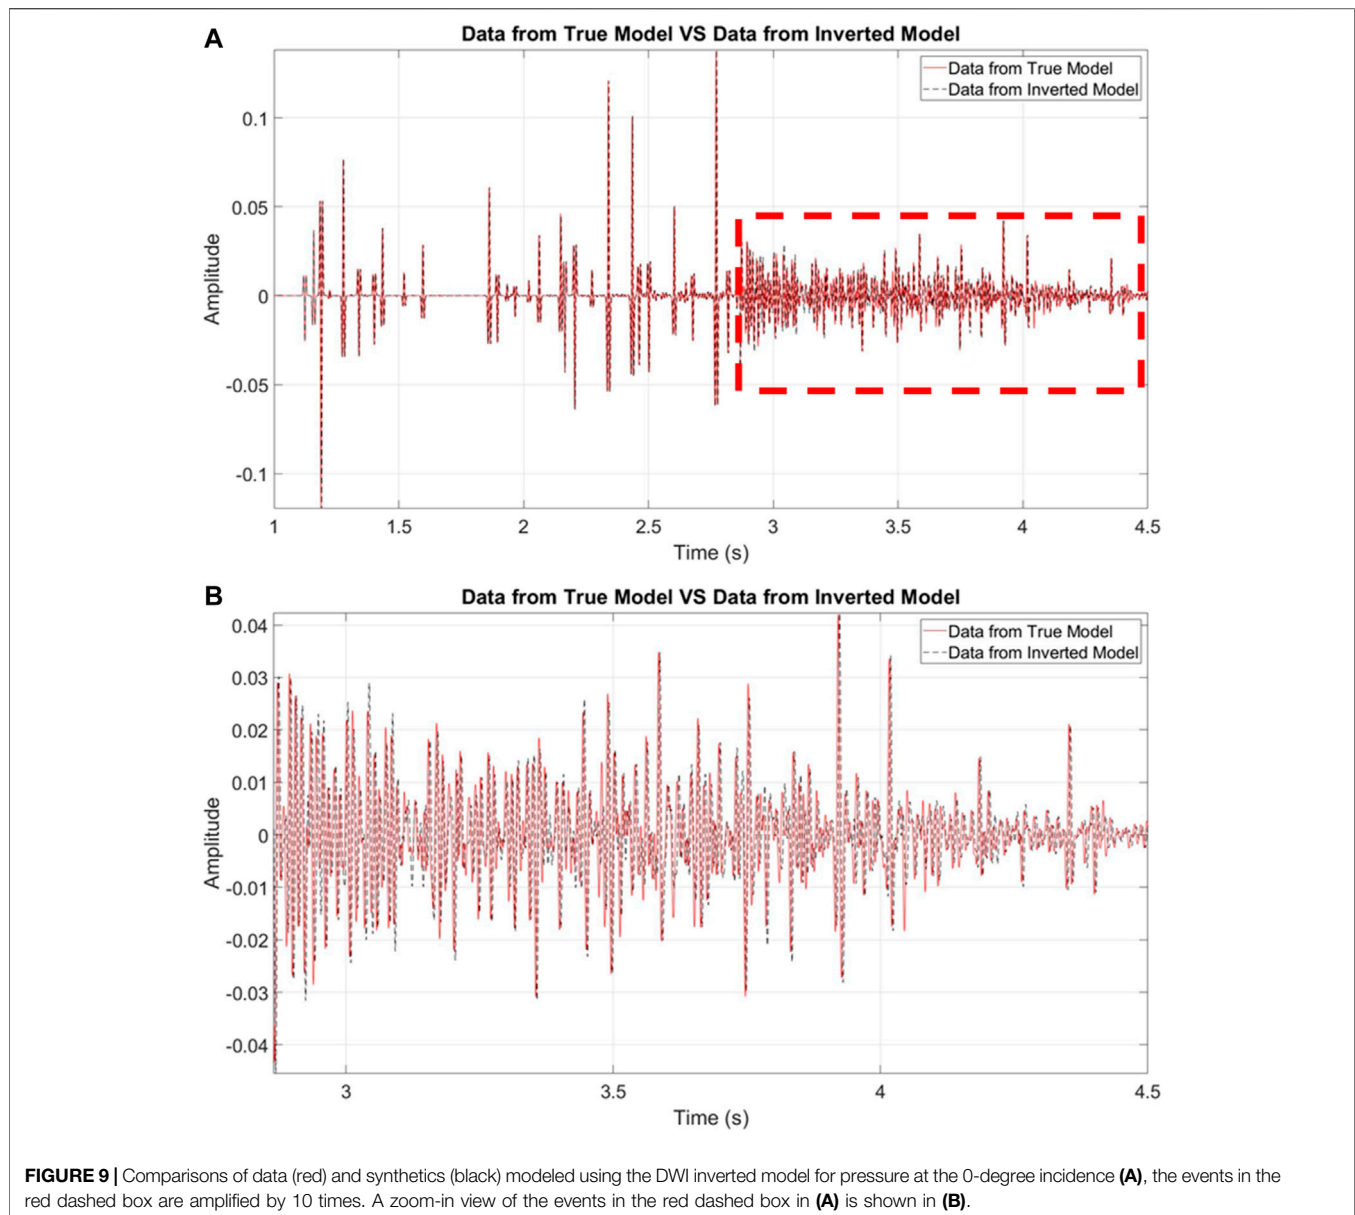 A
Data from True Model VS Data from Inverted Model
Data from True Model
Data from Inverted Model
0.1
0.05
0
-0.05
-0.1
Amplitude
1 1.5 2 2.5 3 3.5 4 4.5
Time (s)
B
Data from True Model VS Data from Inverted Model
Data from True Model
Data from Inverted Model
0.04
0.03
0.02
0.01
0
-0.01
-0.02
-0.03
-0.04
Amplitude
3 3.5 4 4.5
Time (s)
FIGURE 9 | Comparisons of data (red) and synthetics (black) modeled using the DWI inverted model for pressure at the 0-degree incidence (A), the events in the
red dashed box are amplified by 10 times. A zoom-in view of the events in the red dashed box in (A) is shown in (B).